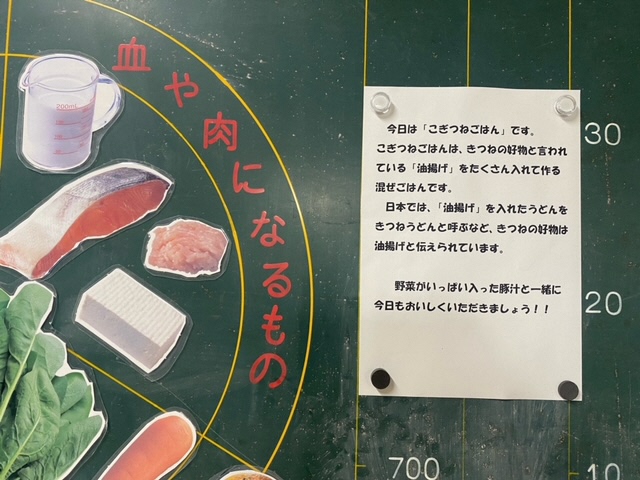 血や肉になるもの
200mL
今日は「こぎつねごはん」です。
こぎつねごはんは、きつねの好物と言われ
ている「油揚げ」をたくさん入れて作る
混ぜごはんです。
日本では、「油揚げ」を入れたうどんを
きつねうどんと呼ぶなど、きつねの好物は
油揚げと伝えられています。
野菜がいっぱい入った豚汁と一緒に
今日もおいしくいただきましょう！！
30
20
700
10